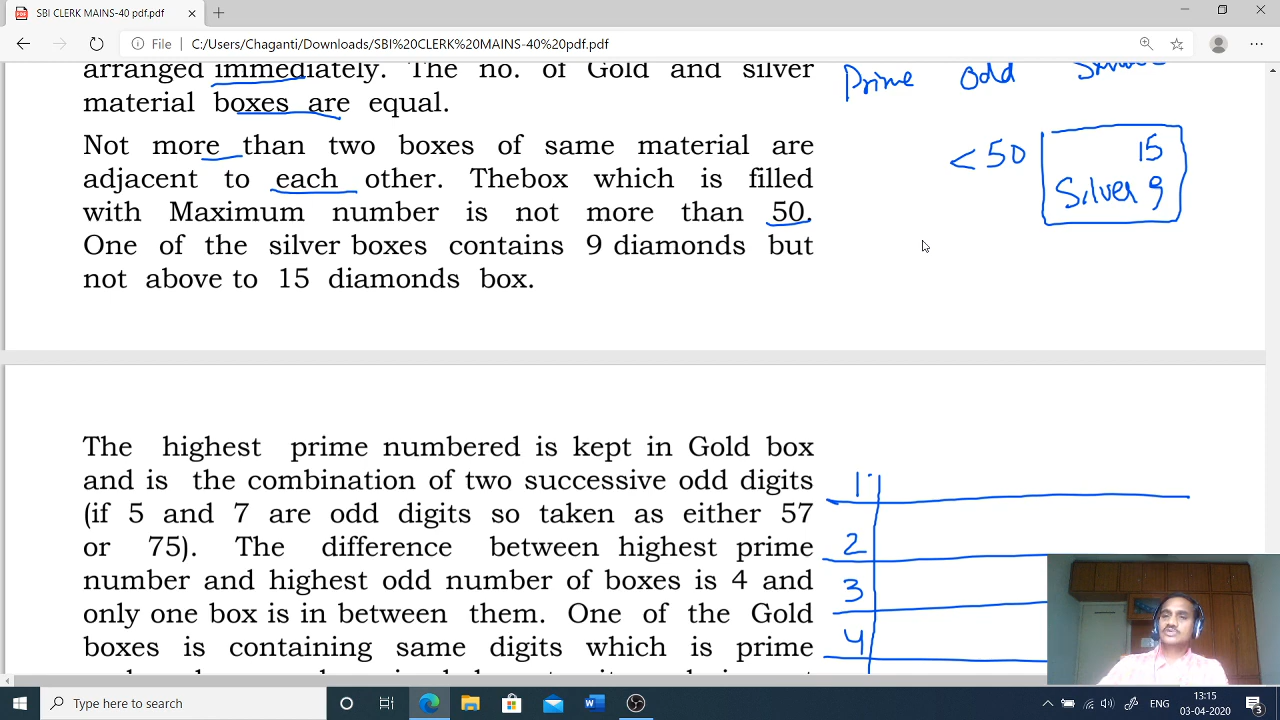 SBI CLERK MAINS-40 pdf.pdf
File | C:/Users/Chaganti/Downloads/SBI%20CLERK%20MAINS-40%20pdf.pdf
arranged immediately. The no. of Gold and silver
material boxes are equal.
Prime Odd
Not more than two boxes of same material are
adjacent to each other. Thebox which is filled
with Maximum number is not more than 50.
One of the silver boxes contains 9 diamonds but
not above to 15 diamonds box.
< 50
15
Silver 9
The highest prime numbered is kept in Gold box
and is the combination of two successive odd digits
(if 5 and 7 are odd digits so taken as either 57
or 75). The difference between highest prime
number and highest odd number of boxes is 4 and
only one box is in between them. One of the Gold
boxes is containing same digits which is prime
1
2
3
4
Type here to search
ENG
13:15
03-04-2020
3